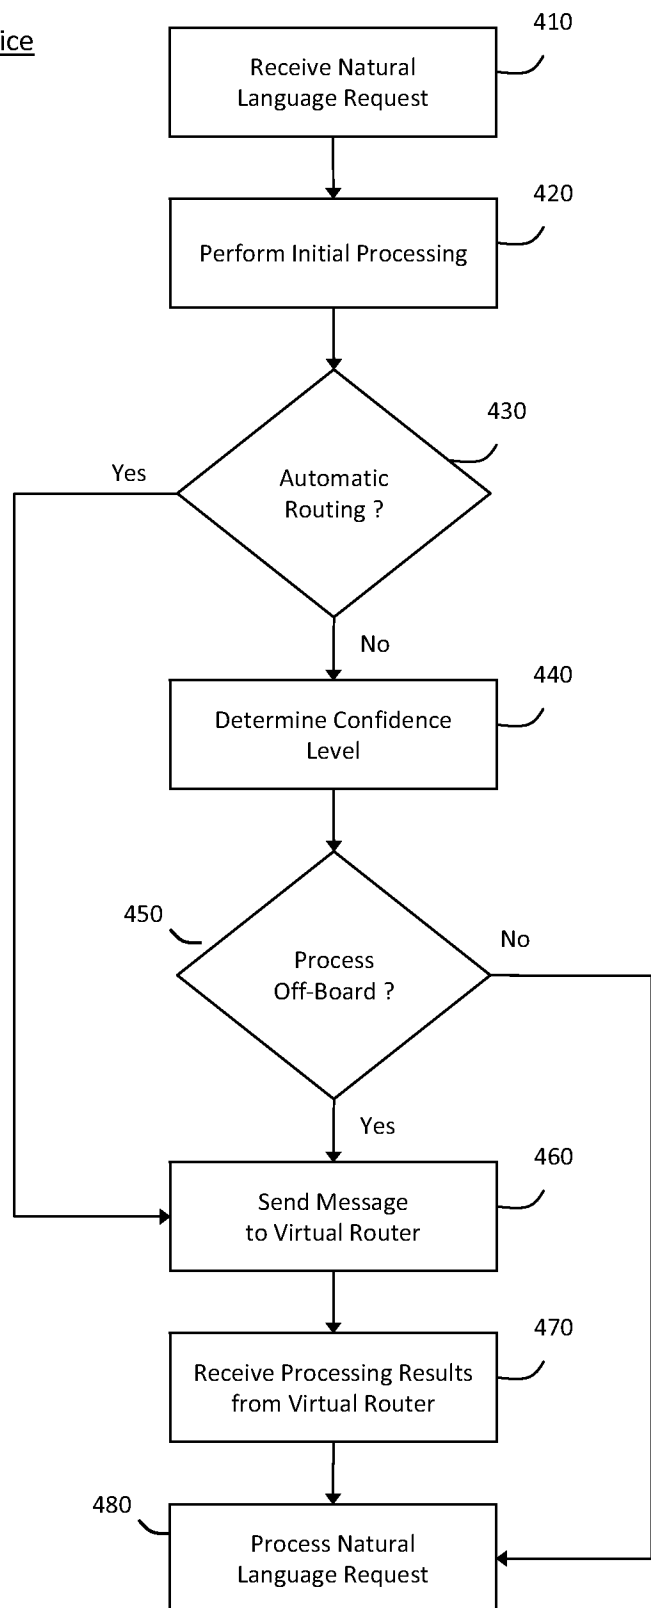 ice
410
Receive Natural
Language Request
420
Perform Initial Processing
430
Yes
Automatic
Routing ?
No
440
Determine Confidence
Level
450
No
Process
Off-Board ?
Yes
460
Send Message
to Virtual Router
470
Receive Processing Results
from Virtual Router
480
Process Natural
Language Request